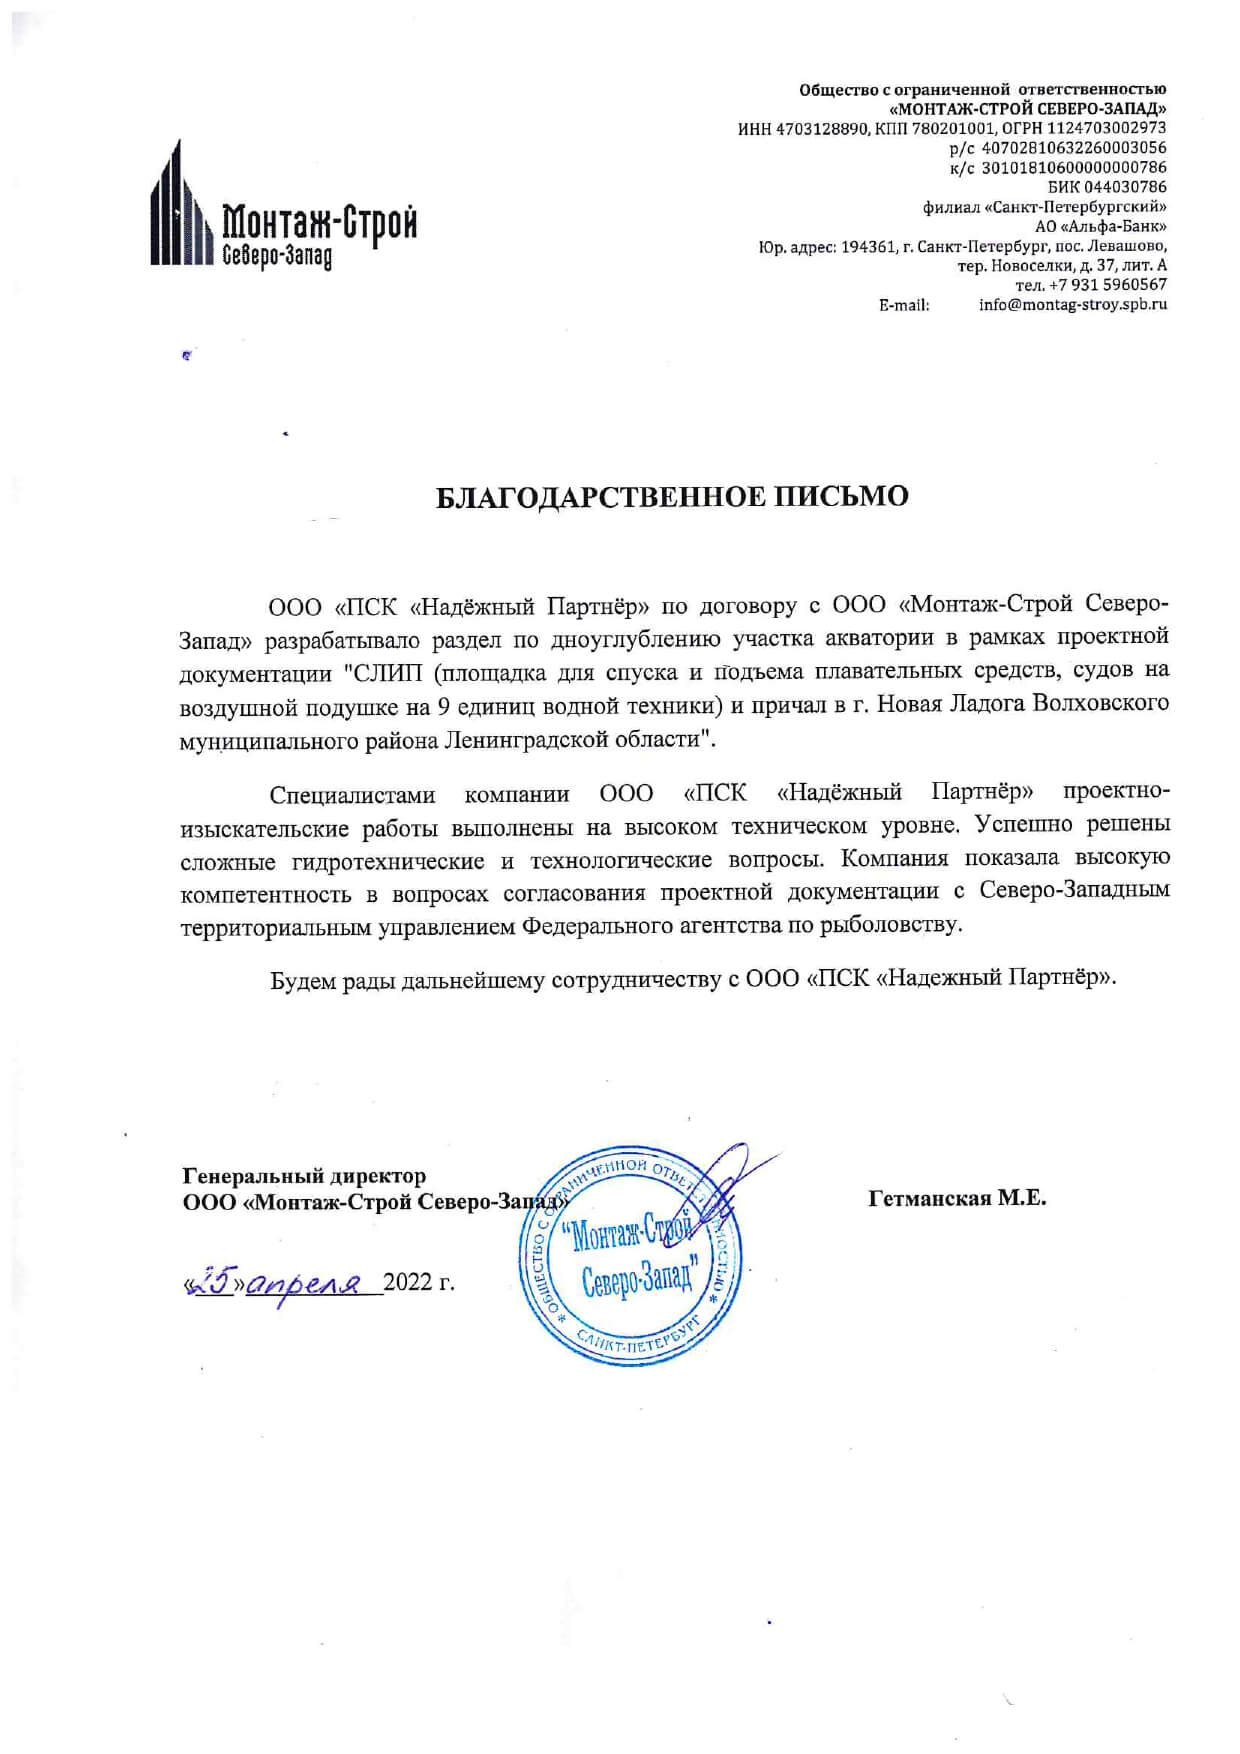 Общество с ограниченной ответственностью
«МОНТАЖ-СТРОЙ СЕВЕРО-ЗАПАД»
ИНН 4703128890, КПП 780201001, ОГРН 1124703002973
р/с 40702810632260003056
к/с 30101810600000000786
БИК 044030786
филиал «Санкт-Петербургский»
АО «Альфа-Банк»
Юр. адрес: 194361, г. Санкт-Петербург, пос. Левашово,
тер. Новоселки, д. 37, лит. А
тел. +7 931 5960567
E-mail: info@montag-stroy.spb.ru
Монтаж-Строй
Северо-Запад
БЛАГОДАРСТВЕННОЕ ПИСЬМО
ООО «ПСК «Надёжный Партнёр» по договору с ООО «Монтаж-Строй Северо-
Запад» разрабатывало раздел по дноуглублению участка акватории в рамках проектной
документации "СЛИП (площадка для спуска и подъема плавательных средств, судов на
воздушной подушке на 9 единиц водной техники) и причал в г. Новая Ладога Волховского
муниципального района Ленинградской области".
Специалистами компании ООО «ПСК «Надёжный Партнёр» проектно-
изыскательские работы выполнены на высоком техническом уровне. Успешно решены
сложные гидротехнические и технологические вопросы. Компания показала высокую
компетентность в вопросах согласования проектной документации с Северо-Западным
территориальным управлением Федерального агентства по рыболовству.
Будем рады дальнейшему сотрудничеству с ООО «ПСК «Надежный Партнёр».
Генеральный директор
ООО «Монтаж-Строй Северо-Запад»
Гетманская М.Е.
«25» апреля 2022 г.
ОБЩЕСТВО С ОГРАНИЧЕННОЙ ОТВЕТСТВЕННОСТЬЮ
"Монтаж-Строй
Северо-Запад"
* САНКТ-ПЕТЕРБУРГ *